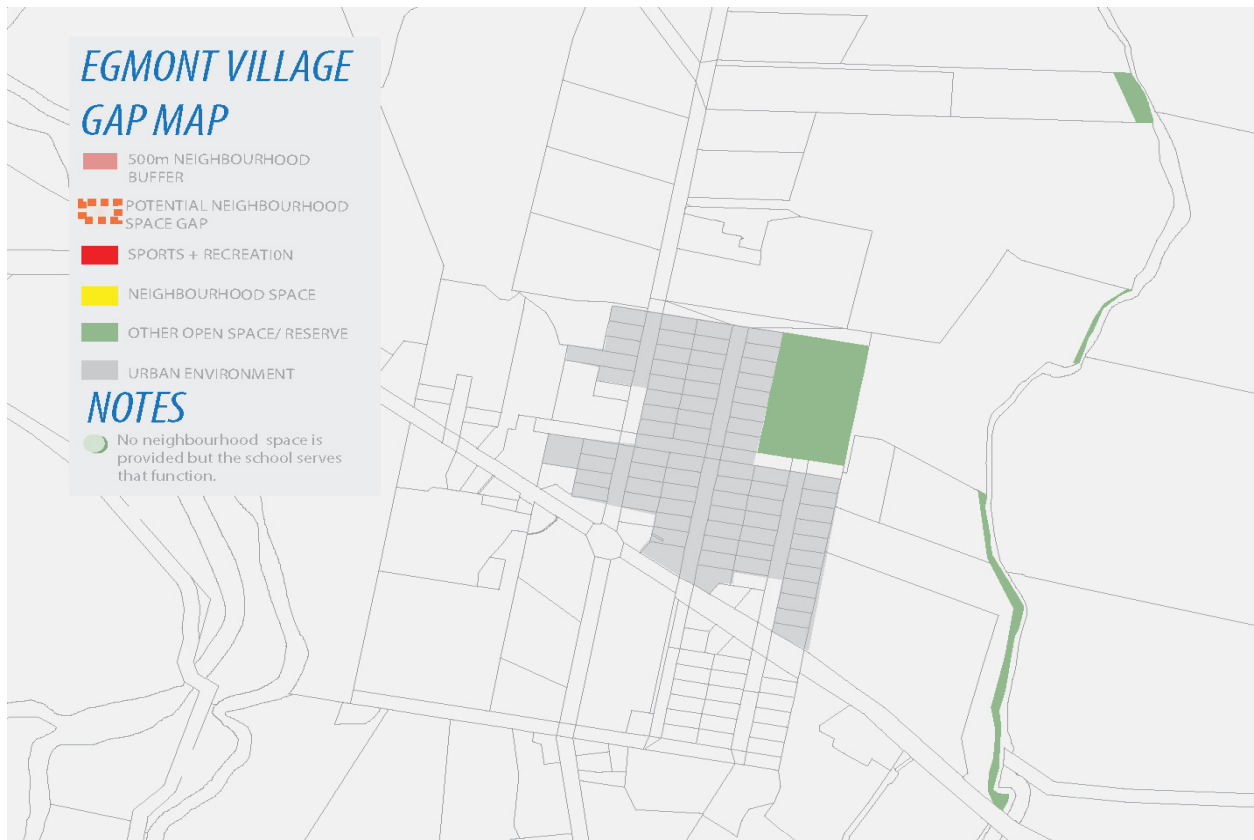 EGMONT VILLAGE
GAP MAP
500m NEIGHBOURHOOD
BUFFER
POTENTIAL NEIGHBOURHOOD
SPACE GAP
SPORTS + RECREATION
NEIGHBOURHOOD SPACE
OTHER OPEN SPACE/ RESERVE
URBAN ENVIRONMENT
NOTES
No neighbourhood space is
provided but the school serves
that function.